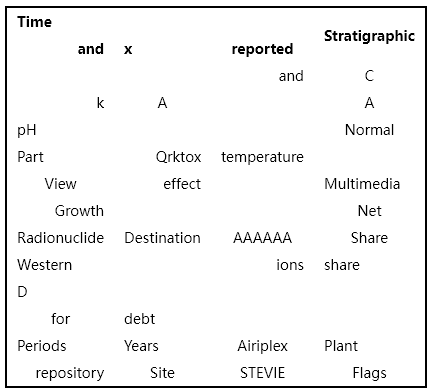 Time
and x reported Stratigraphic
and C
k A A
pH Normal
Part Qrktox temperature
View effect Multimedia
Growth Net
Radionuclide Destination AAAAAA Share
Western ions share
D
for debt
Periods Years Airiplex Plant
repository Site STEVIE Flags